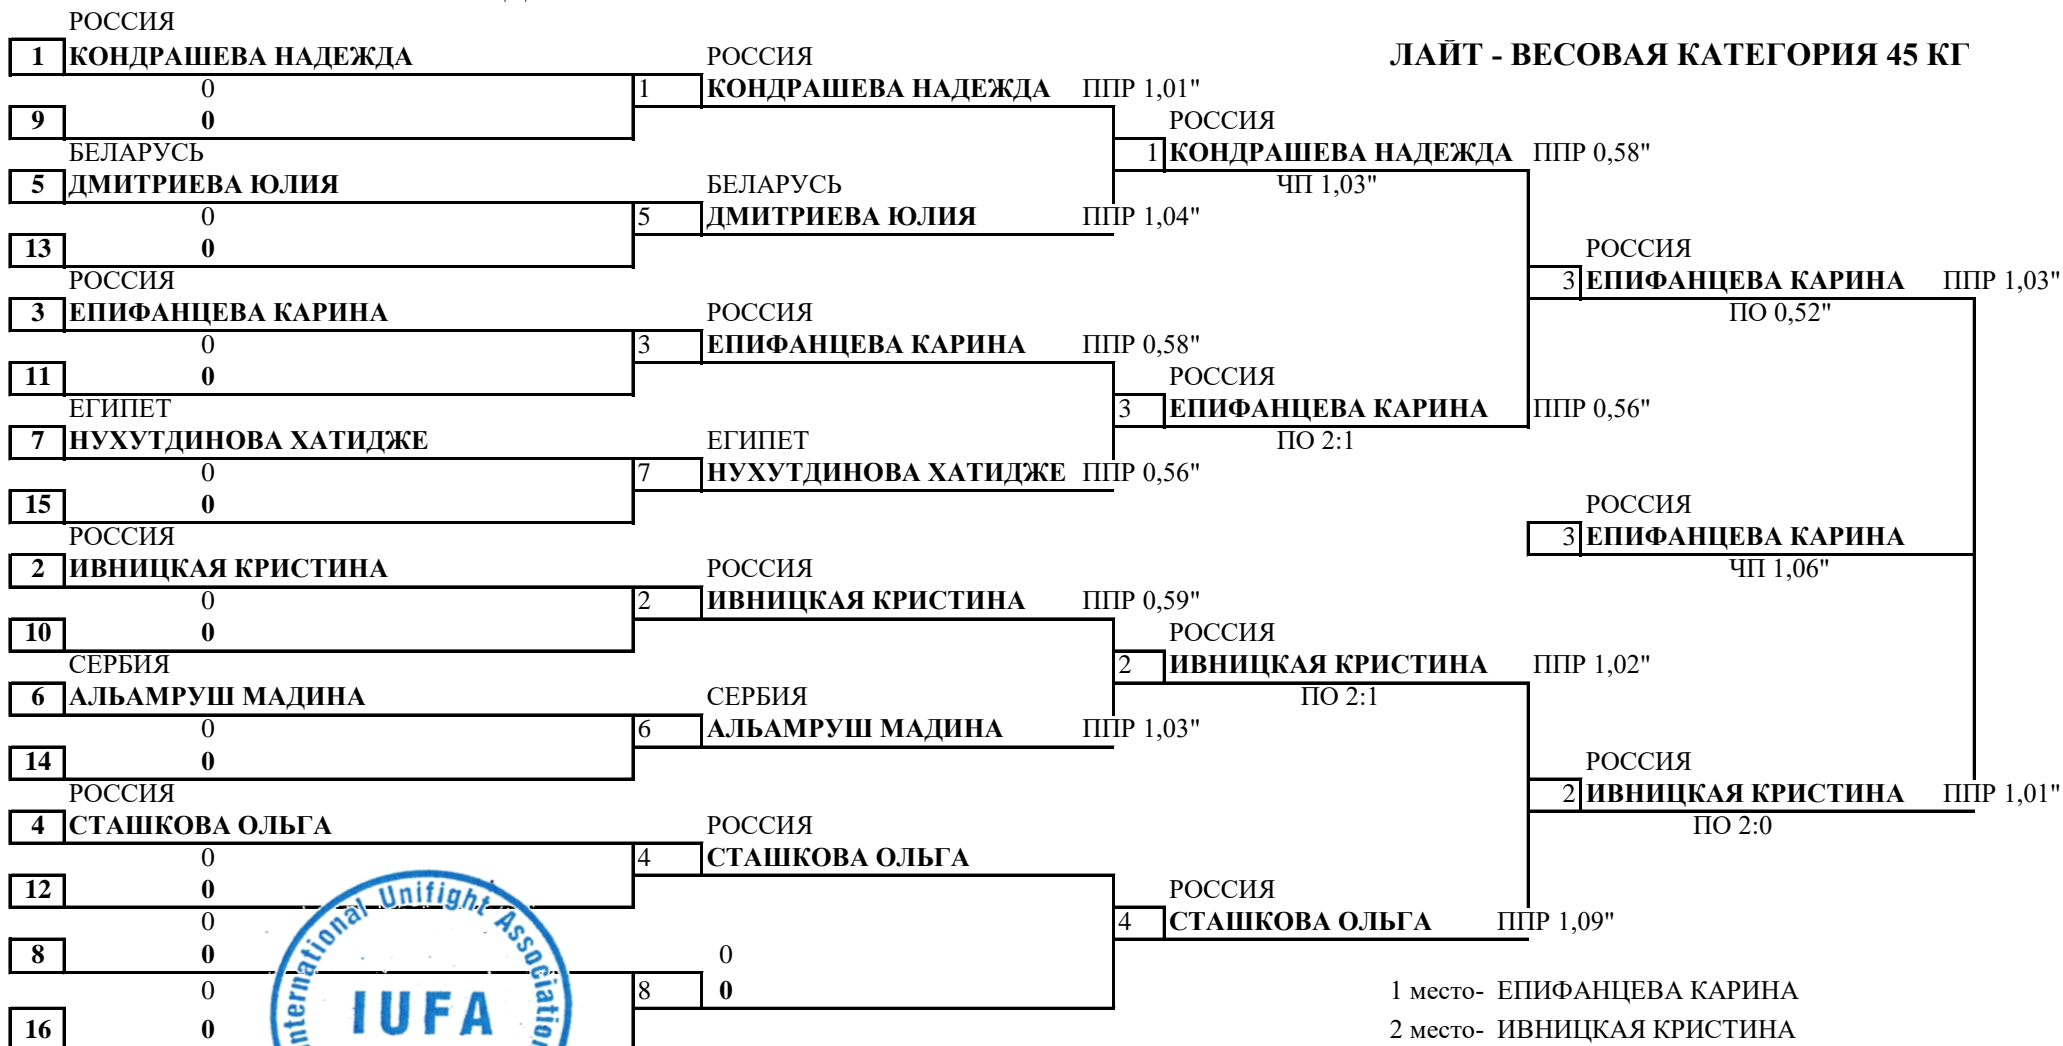 РОССИЯ
1 КОНДРАШЕВА НАДЕЖДА РОССИЯ ЛАЙТ - ВЕСОВАЯ КАТЕГОРИЯ 45 КГ
0 1 КОНДРАШЕВА НАДЕЖДА ППР 1,01"
9 0 РОССИЯ
БЕЛАРУСЬ 1 КОНДРАШЕВА НАДЕЖДА ППР 0,58"
5 ДМИТРИЕВА ЮЛИЯ БЕЛАРУСЬ ЧП 1,03"
0 5 ДМИТРИЕВА ЮЛИЯ ППР 1,04"
13 0 РОССИЯ
РОССИЯ 3 ЕПИФАНЦЕВА КАРИНА ППР 1,03"
3 ЕПИФАНЦЕВА КАРИНА РОССИЯ ПО 0,52"
0 3 ЕПИФАНЦЕВА КАРИНА ППР 0,58"
11 0 РОССИЯ
ЕГИПЕТ 3 ЕПИФАНЦЕВА КАРИНА ППР 0,56"
7 НУХУТДИНОВА ХАТИДЖЕ ЕГИПЕТ ПО 2:1
0 7 НУХУТДИНОВА ХАТИДЖЕ ППР 0,56"
15 0 РОССИЯ
РОССИЯ 3 ЕПИФАНЦЕВА КАРИНА
2 ИВНИЦКАЯ КРИСТИНА РОССИЯ ЧП 1,06"
0 2 ИВНИЦКАЯ КРИСТИНА ППР 0,59"
10 0 РОССИЯ
СЕРБИЯ 2 ИВНИЦКАЯ КРИСТИНА ППР 1,02"
6 АЛЬАМРУШ МАДИНА СЕРБИЯ ПО 2:1
0 6 АЛЬАМРУШ МАДИНА ППР 1,03"
14 0 РОССИЯ
РОССИЯ 2 ИВНИЦКАЯ КРИСТИНА ППР 1,01"
4 СТАШКОВА ОЛЬГА РОССИЯ ПО 2:0
0 4 СТАШКОВА ОЛЬГА
12 0 РОССИЯ
0 4 СТАШКОВА ОЛЬГА ППР 1,09"
8 0 0
0 8 0 1 место- ЕПИФАНЦЕВА КАРИНА
16 0 2 место- ИВНИЦКАЯ КРИСТИНА
International Unifight Association
IUFA